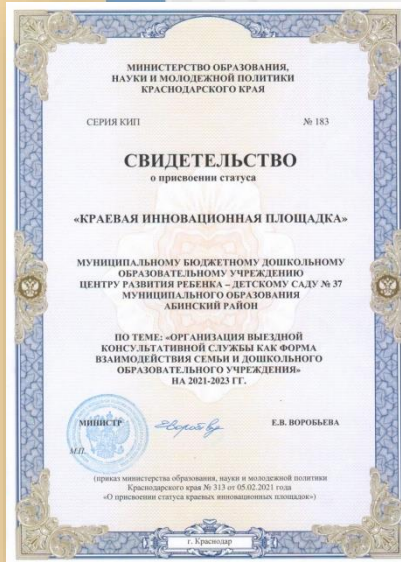 МИНИСТЕРСТВО ОБРАЗОВАНИЯ,
НАУКИ И МОЛОДЕЖНОЙ ПОЛИТИКИ
КРАСНОДАРСКОГО КРАЯ
СЕРИЯ КИП № 183
СВИДЕТЕЛЬСТВО
о присвоении статуса
«КРАЕВАЯ ИННОВАЦИОННАЯ ПЛОЩАДКА»
МУНИЦИПАЛЬНОМУ БЮДЖЕТНОМУ ДОШКОЛЬНОМУ
ОБРАЗОВАТЕЛЬНОМУ УЧРЕЖДЕНИЮ
ЦЕНТРУ РАЗВИТИЯ РЕБЕНКА – ДЕТСКОМУ САДУ № 37
МУНИЦИПАЛЬНОГО ОБРАЗОВАНИЯ
АБИНСКИЙ РАЙОН
ПО ТЕМЕ: «ОРГАНИЗАЦИЯ ВЫЕЗДНОЙ
КОНСУЛЬТАТИВНОЙ СЛУЖБЫ КАК ФОРМА
ВЗАИМОДЕЙСТВИЯ СЕМЬИ И ДОШКОЛЬНОГО
ОБРАЗОВАТЕЛЬНОГО УЧРЕЖДЕНИЯ»
НА 2021-2023 ГГ.
МИНИСТР Е.В. ВОРОБЬЕВА
М.П.
(приказ министерства образования, науки и молодежной политики
Краснодарского края № 313 от 05.02.2021 года
«О присвоении статуса краевых инновационных площадок»)
г. Краснодар